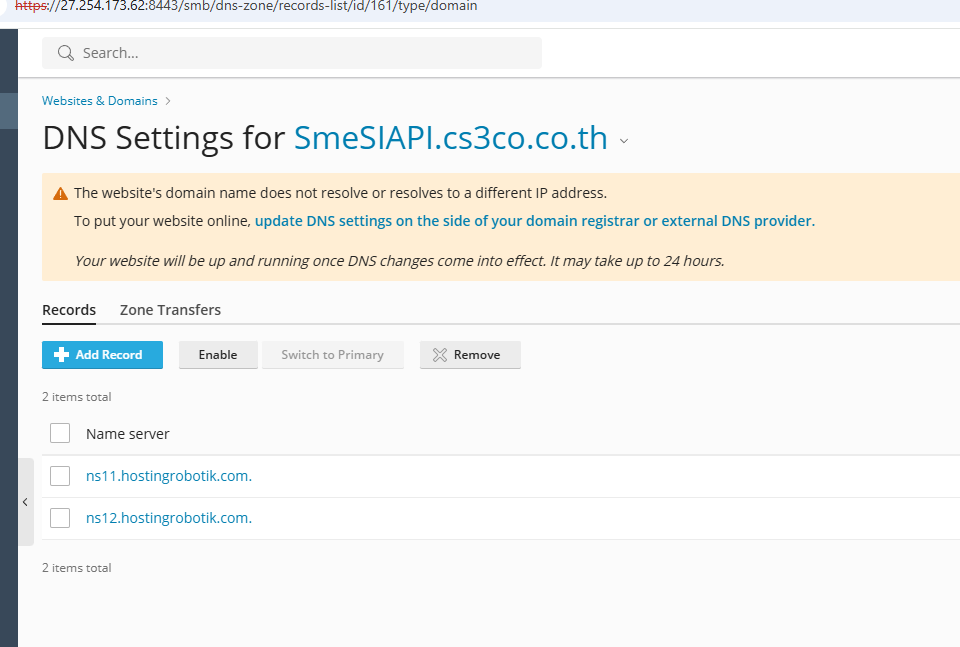 https://27.254.173.62:8443/smb/dns-zone/records-list/id/161/type/domain
Search...
Websites & Domains
DNS Settings for SmeSIAPI.cs3co.co.th
The website's domain name does not resolve or resolves to a different IP address.
To put your website online, update DNS settings on the side of your domain registrar or external DNS provider.
Your website will be up and running once DNS changes come into effect. It may take up to 24 hours.
Records Zone Transfers
Add Record Enable Switch to Primary Remove
2 items total
Name server
ns11.hostingrobotik.com.
ns12.hostingrobotik.com.
2 items total